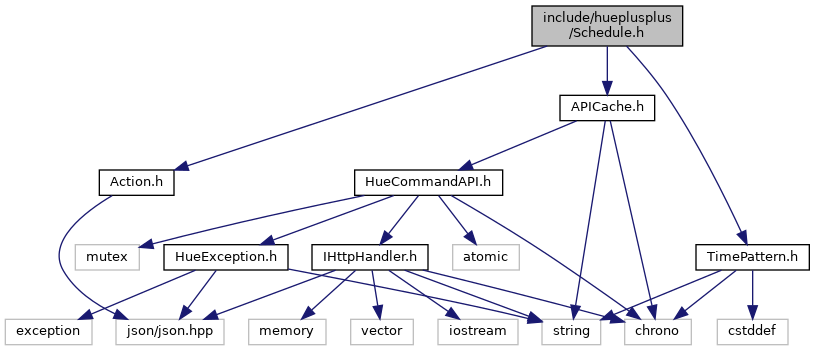 include/hueplusplus
/Schedule.h
APICache.h
Action.h
HueCommandAPI.h
mutex
HueException.h
IHttpHandler.h
atomic
TimePattern.h
exception
json/json.hpp
memory
vector
iostream
string
chrono
cstddef